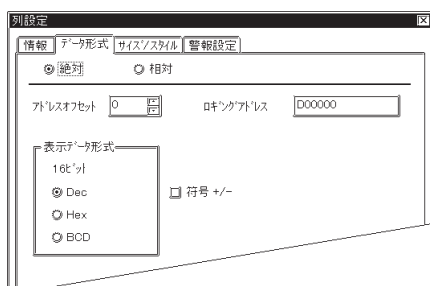 列設定
情報 データ形式 サイズ/スタイル 警報設定
絶対 相対
アドレスオフセット 0 ロギングアドレス D00000
表示データ形式
16ビット
Dec 符号 +/-
Hex
BCD